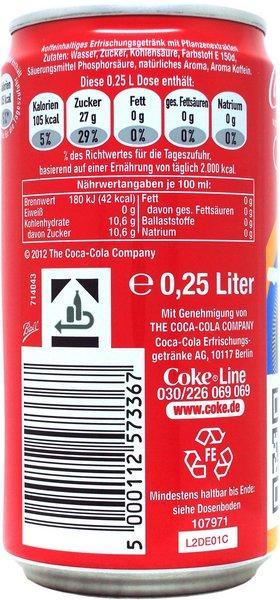 Koffeinhaltiges Erfrischungsgetränk mit Pflanzenextrakten.
Zutaten: Wasser, Zucker, Kohlensäure, Farbstoff E 150d,
Säuerungsmittel Phosphorsäure, natürliches Aroma, Aroma Koffein.
Diese 0,25 L Dose enthält:
Kalorien Zucker Fett ges. Fettsäuren Natrium
105 kcal 27 g 0 g 0 g 0 g
5% 29% 0% 0% 0%
% des Richtwertes für die Tageszufuhr,
basierend auf einer Ernährung von täglich 2.000 kcal.
Nährwertangaben je 100 ml:
Brennwert 180 kJ (42 kcal) Fett 0 g
Eiweiß 0 g davon ges. Fettsäuren 0 g
Kohlenhydrate 10,6 g Ballaststoffe 0 g
davon Zucker 10,6 g Natrium 0 g
© 2012 The Coca-Cola Company
714043
Ball
e 0,25 Liter
Mit Genehmigung von
THE COCA-COLA COMPANY
Coca-Cola Erfrischungs-
getränke AG, 10117 Berlin
Coke Line
030/226 069 069
www.coke.de
FE
Mindestens haltbar bis Ende:
siehe Dosenboden
107971
L2DE01C
5 000112 573367